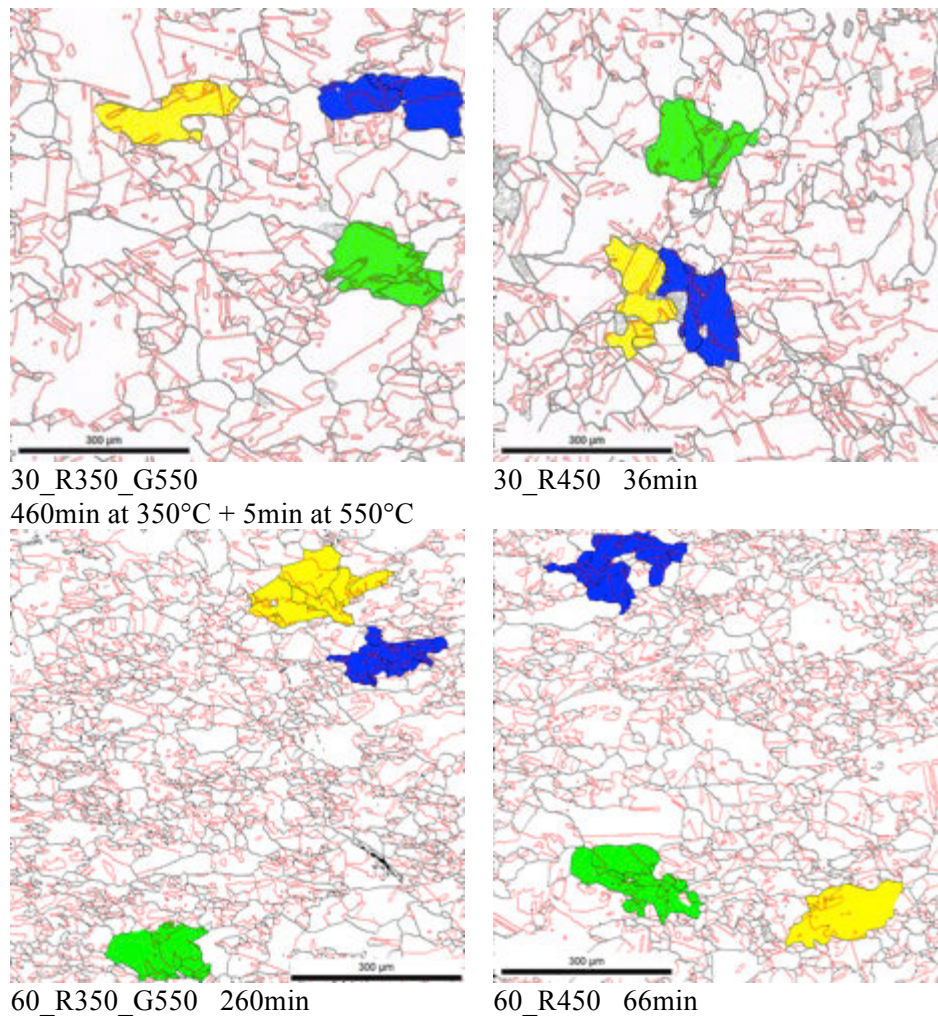 300 µm
300 µm
30_R350_G550
460min at 350°C + 5min at 550°C
30_R450 36min
300 µm
300 µm
60_R350_G550 260min
60_R450 66min